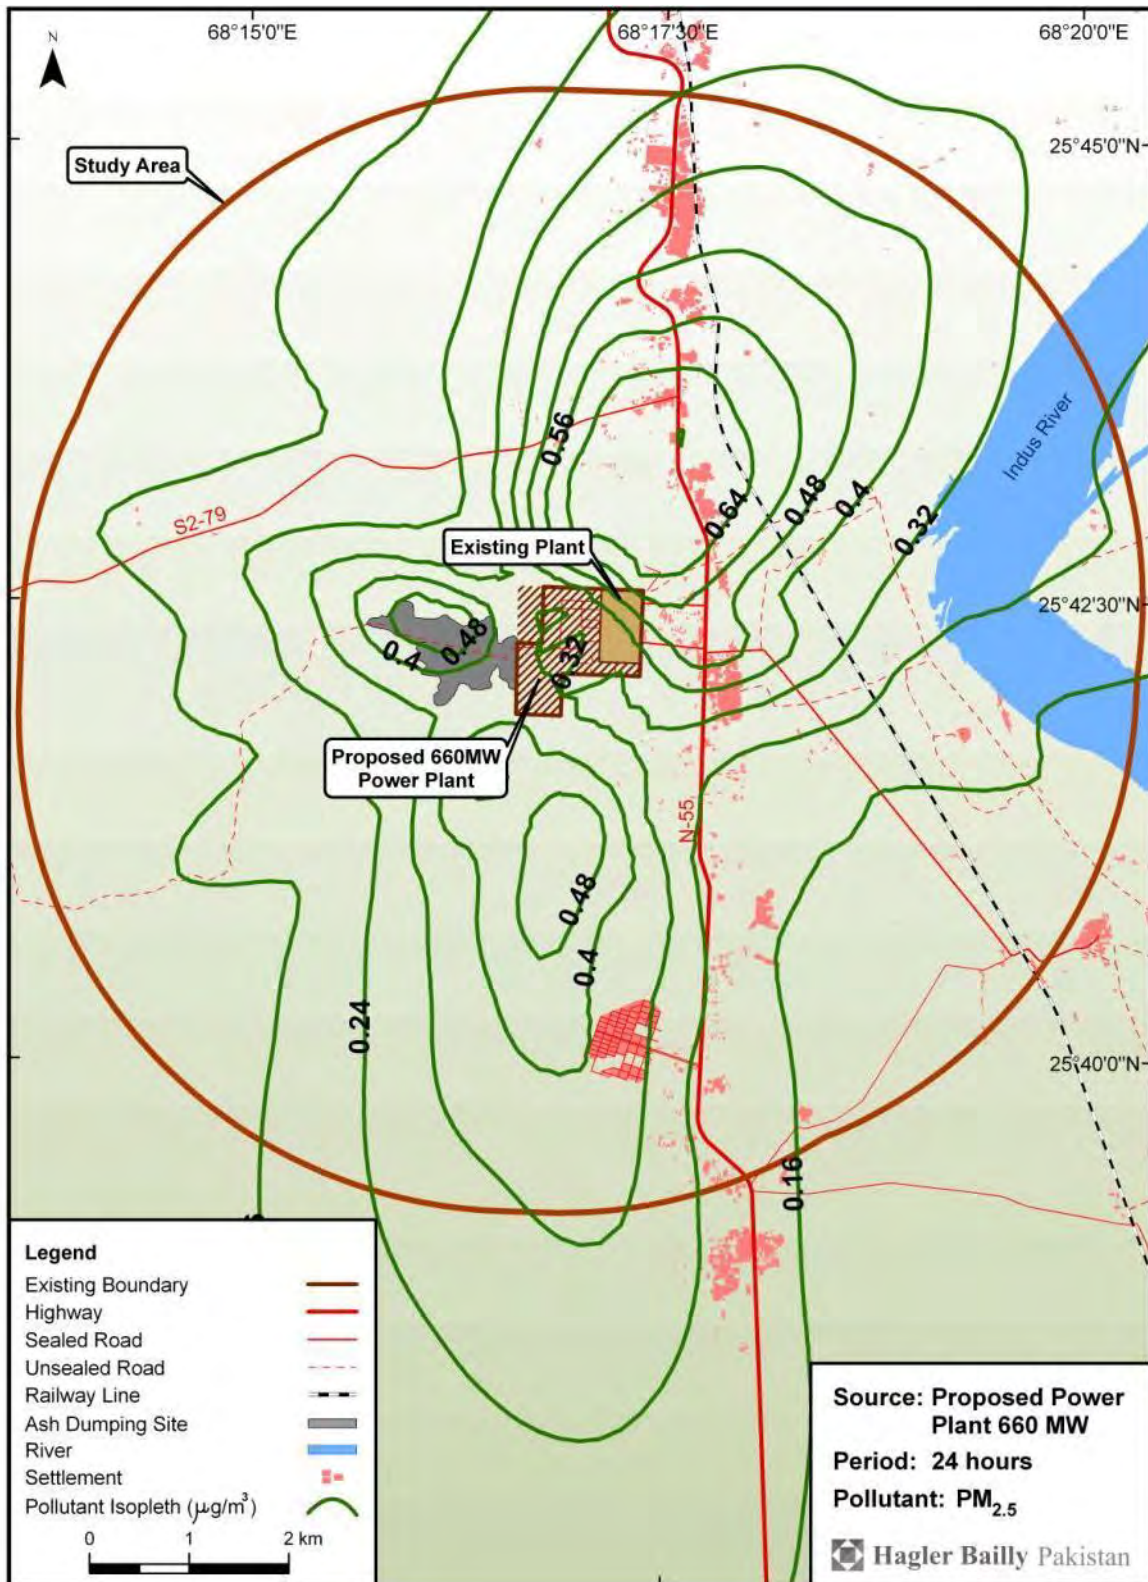 N
68°15'0"E
68°17'30"E
68°20'0"E
25°45'0"N
Study Area
Indus River
0.56
0.64
0.48
0.4
0.32
S2-79
Existing Plant
25°42'30"N
0.48
0.4
0.32
Proposed 660MW
Power Plant
N-55
0.48
0.4
0.24
25°40'0"N
0.16
Legend
Existing Boundary
Highway
Sealed Road
Unsealed Road
Railway Line
Ash Dumping Site
River
Settlement
Pollutant Isopleth (µg/m³)
0 1 2 km
Source: Proposed Power
Plant 660 MW
Period: 24 hours
Pollutant: PM2.5
Hagler Bailly Pakistan